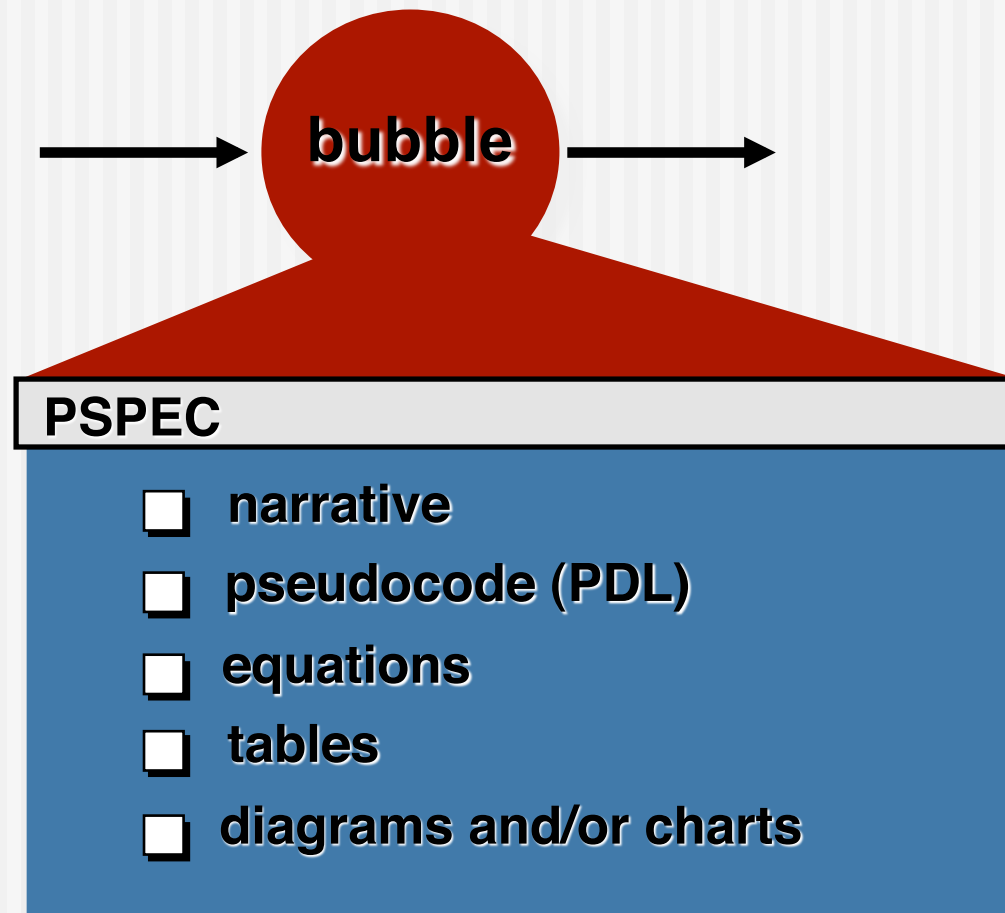 bubble
PSPEC
narrative
pseudocode (PDL)
equations
tables
diagrams and/or charts